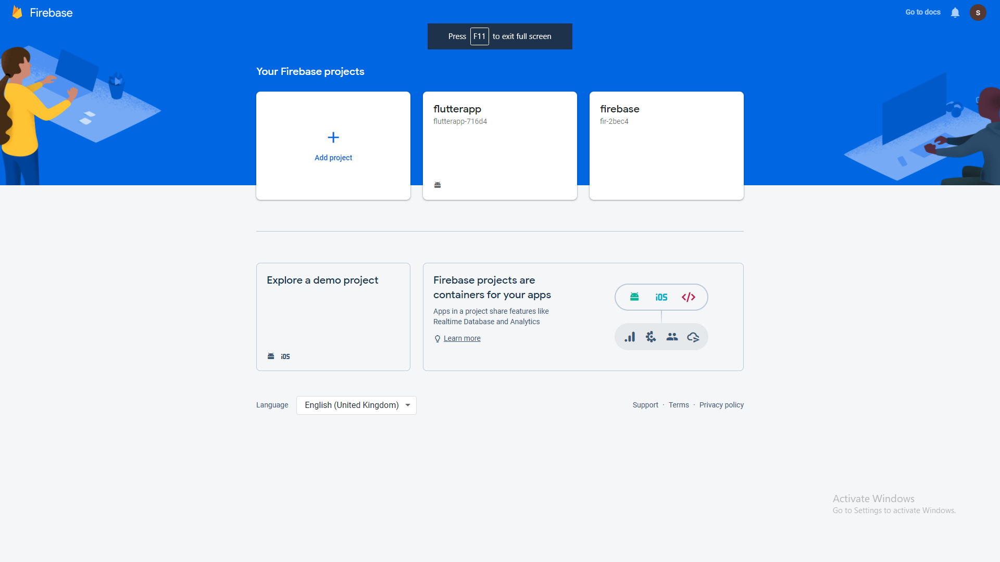 Firebase
Go to docs
S
Press F11 to exit full screen
Your Firebase projects
Add project
flutterapp
flutterapp-716d4
firebase
fir-2bec4
Explore a demo project
iOS
Firebase projects are
containers for your apps
Apps in a project share features like
Realtime Database and Analytics
Learn more
iOS </>
Language
English (United Kingdom)
Support · Terms · Privacy policy
Activate Windows
Go to Settings to activate Windows.